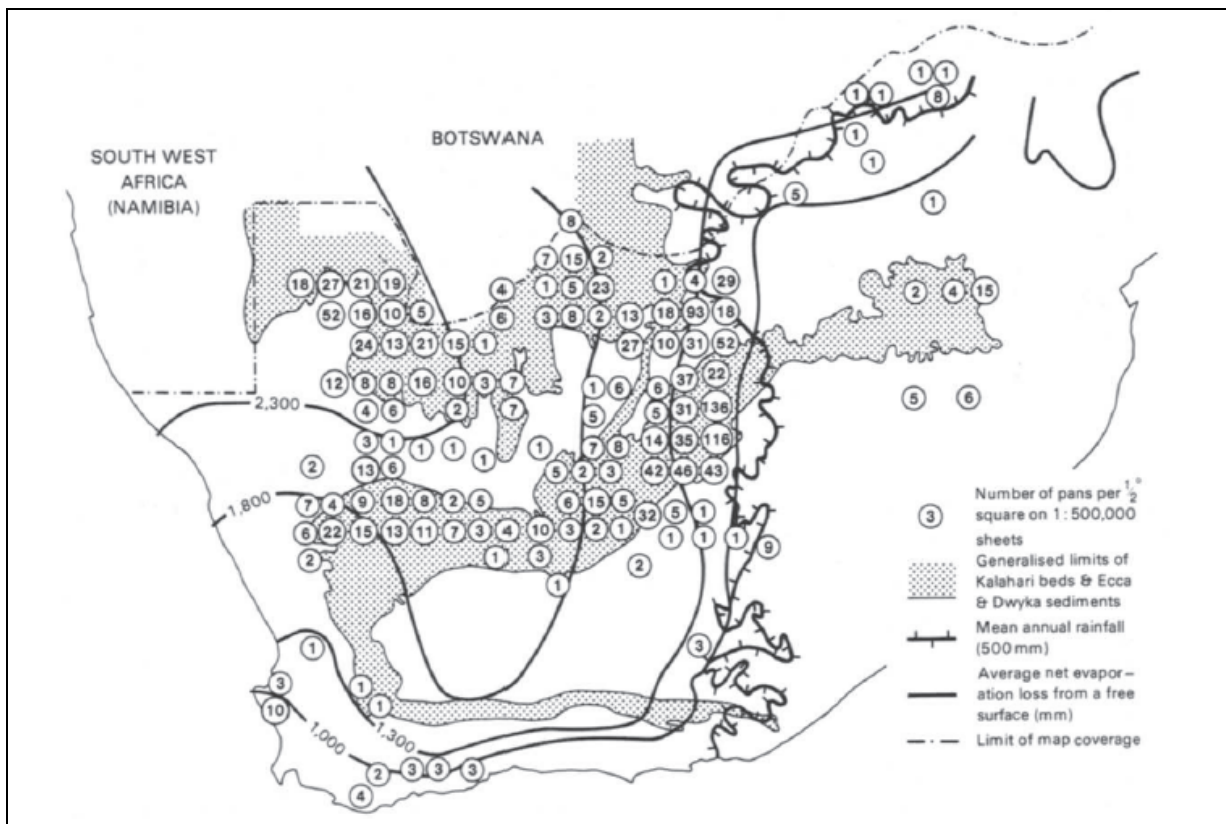 BOTSWANA
SOUTH WEST
AFRICA
(NAMIBIA)
1 1
1 1 8
1
1
5
1
8
7 15 2
18 27 21 19 4 1 5 23 1 4 29 2 4 15
52 16 10 5 6 3 8 2 13 18 93 18
24 13 21 15 1 27 10 31 52
12 8 8 16 10 3 7 1 6 6 37 22
2,300 4 6 2 7 5 5 31 136 5 6
3 1 1 1 1 1 7 8 14 35 116
2 13 6 5 2 3 42 46 43
1,800 7 4 9 18 8 2 5 6 15 5 32 5 1
6 22 15 13 11 7 3 4 10 3 2 1 1 1 1 9
2 1 3 1 2
1 3
3 1
10 1
1,000 1,300
2 3 3 3
4
3 Number of pans per ½°
square on 1:500,000
sheets
Generalised limits of
Kalahari beds & Ecca
& Dwyka sediments
Mean annual rainfall
(500 mm)
Average net evapor-
ation loss from a free
surface (mm)
Limit of map coverage